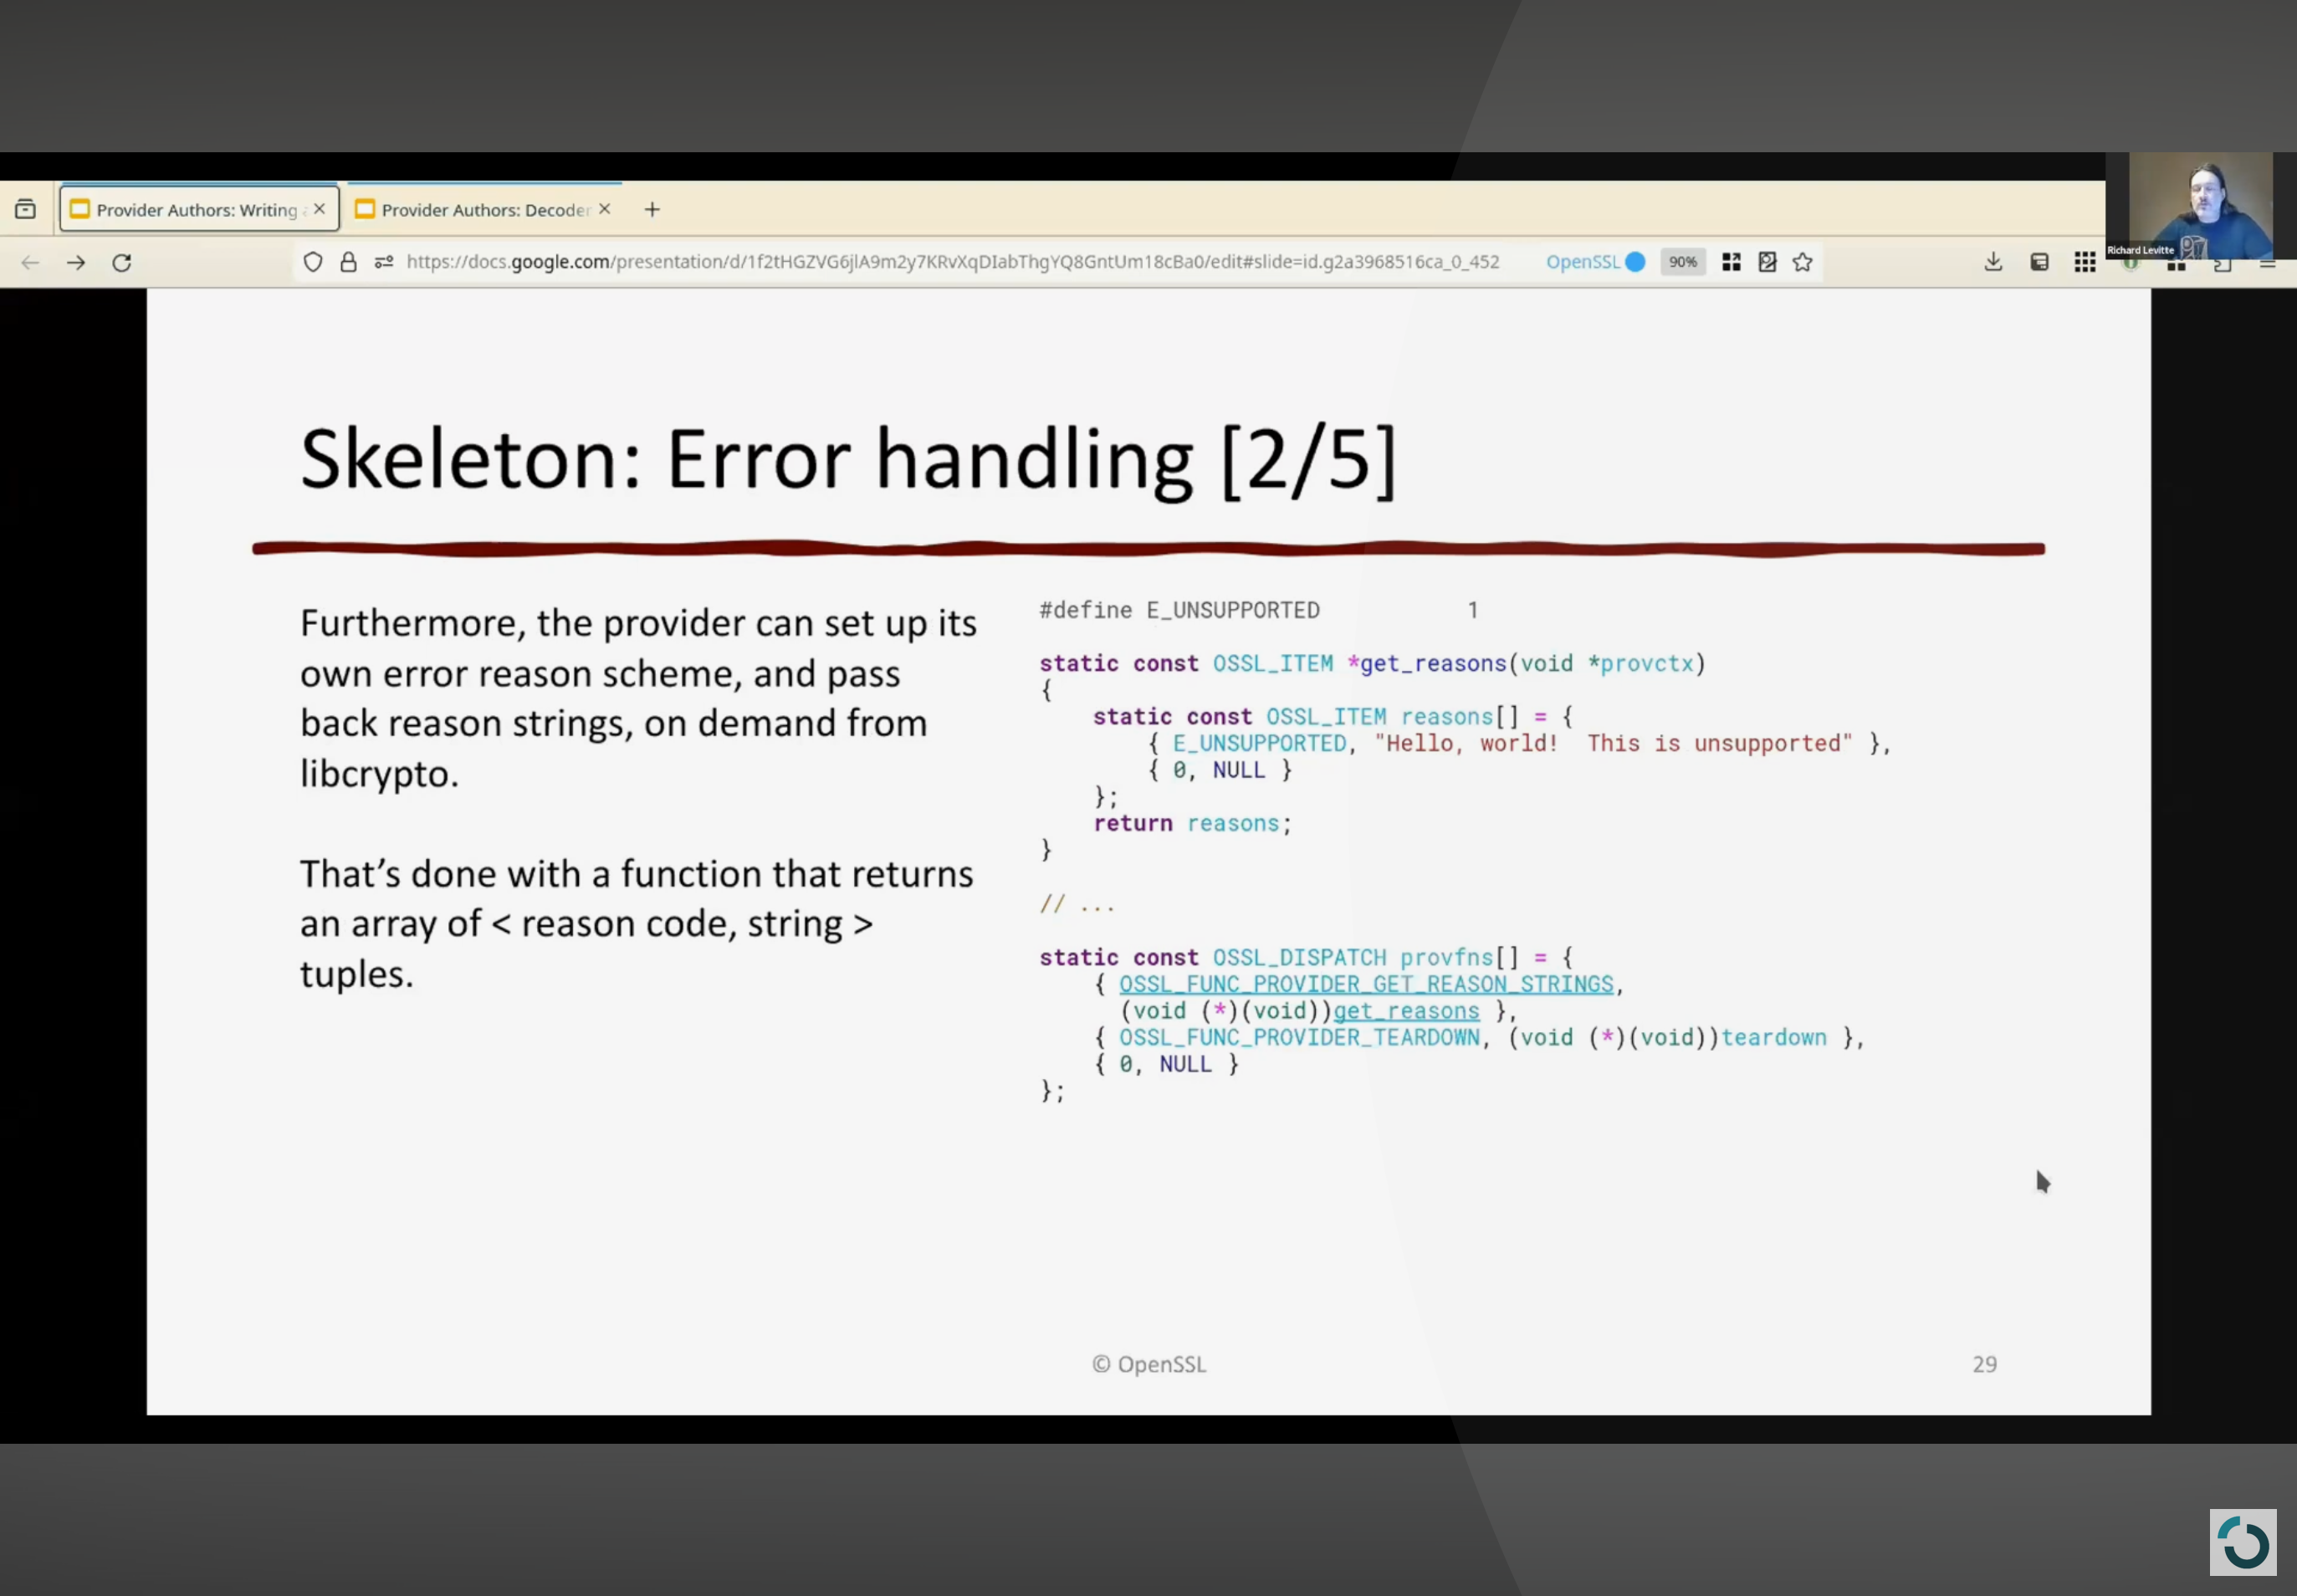 Provider Authors: Writing
Provider Authors: Decoder
https://docs.google.com/presentation/d/1f2tHGZVG6jlA9m2y7KRvXqDIabThgYQ8GntUm18cBa0/edit#slide=id.g2a3968516ca_0_452
OpenSSL
90%
Richard Levitte
Skeleton: Error handling [2/5]
Furthermore, the provider can set up its
own error reason scheme, and pass
back reason strings, on demand from
libcrypto.
That’s done with a function that returns
an array of < reason code, string >
tuples.
#define E_UNSUPPORTED           1
static const OSSL_ITEM *get_reasons(void *provctx)
{
    static const OSSL_ITEM reasons[] = {
        { E_UNSUPPORTED, "Hello, world!  This is unsupported" },
        { 0, NULL }
    };
    return reasons;
}
// ...
static const OSSL_DISPATCH provfns[] = {
    { OSSL_FUNC_PROVIDER_GET_REASON_STRINGS,
      (void (*)(void))get_reasons },
    { OSSL_FUNC_PROVIDER_TEARDOWN, (void (*)(void))teardown },
    { 0, NULL }
};
© OpenSSL
29